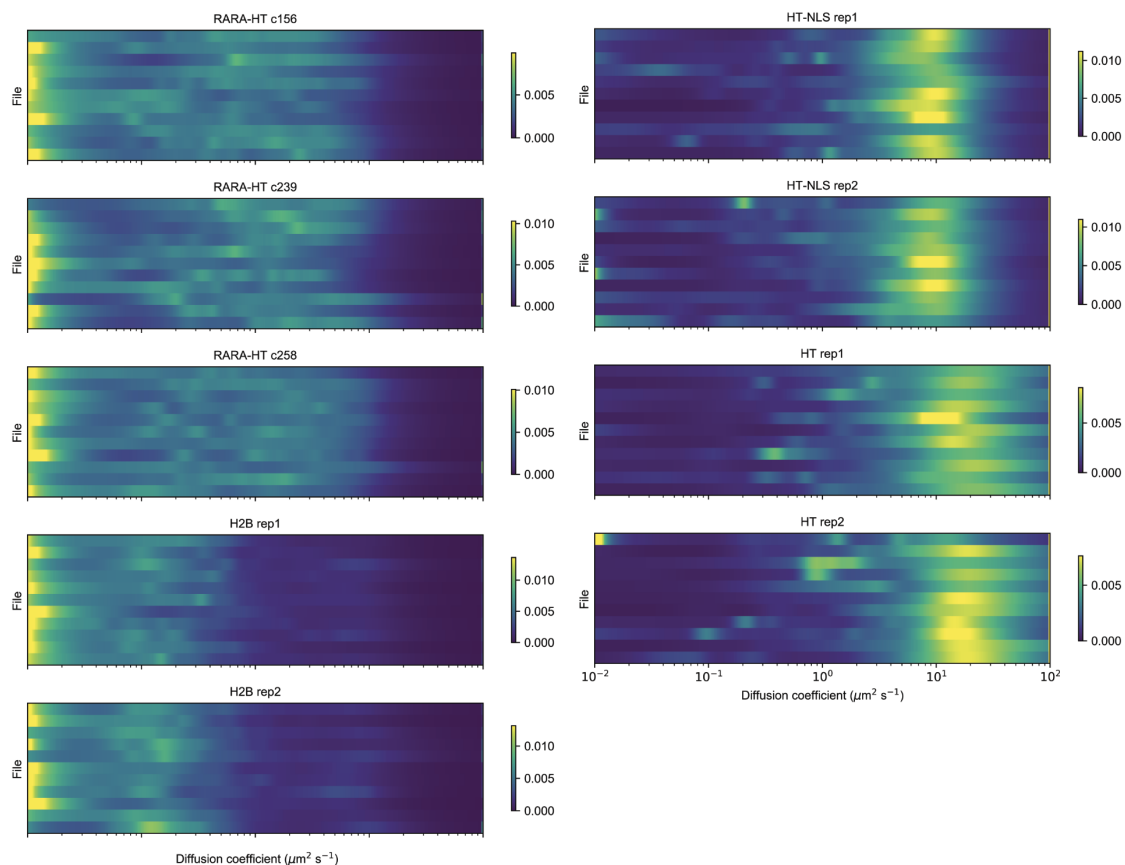 RARA-HT c156
File
0.005
0.000
RARA-HT c239
File
0.010
0.005
0.000
RARA-HT c258
File
0.010
0.005
0.000
H2B rep1
File
0.010
0.005
0.000
H2B rep2
File
0.010
0.005
0.000
Diffusion coefficient (μm² s⁻¹)
HT-NLS rep1
File
0.010
0.005
0.000
HT-NLS rep2
File
0.010
0.005
0.000
HT rep1
File
0.005
0.000
HT rep2
File
0.005
0.000
10⁻² 10⁻¹ 10⁰ 10¹ 10²
Diffusion coefficient (μm² s⁻¹)